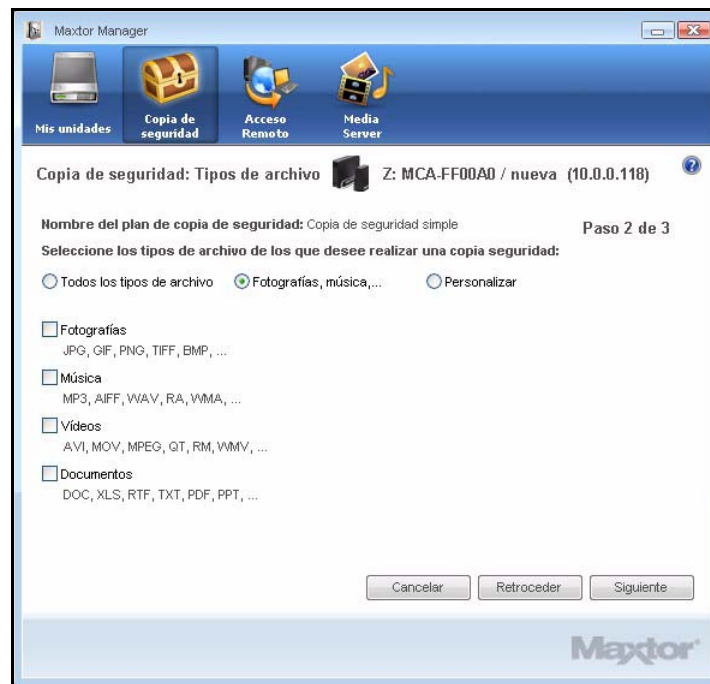 Maxtor Manager
Mis unidades
Copia de
seguridad
Acceso
Remoto
Media
Server
Copia de seguridad: Tipos de archivo Z: MCA-FF00A0 / nueva (10.0.0.118)
Nombre del plan de copia de seguridad: Copia de seguridad simple
Paso 2 de 3
Seleccione los tipos de archivo de los que desee realizar una copia seguridad:
Todos los tipos de archivo Fotografías, música,... Personalizar
Fotografías
JPG, GIF, PNG, TIFF, BMP, ...
Música
MP3, AIFF, WAV, RA, WMA, ...
Vídeos
AVI, MOV, MPEG, QT, RM, WMV, ...
Documentos
DOC, XLS, RTF, TXT, PDF, PPT, ...
Cancelar Retroceder Siguiente
Maxtor